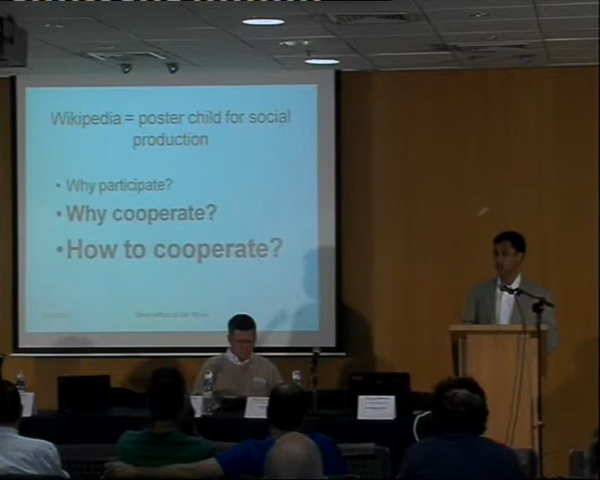 Wikipedia = poster child for social
production
• Why participate?
• Why cooperate?
• How to cooperate?